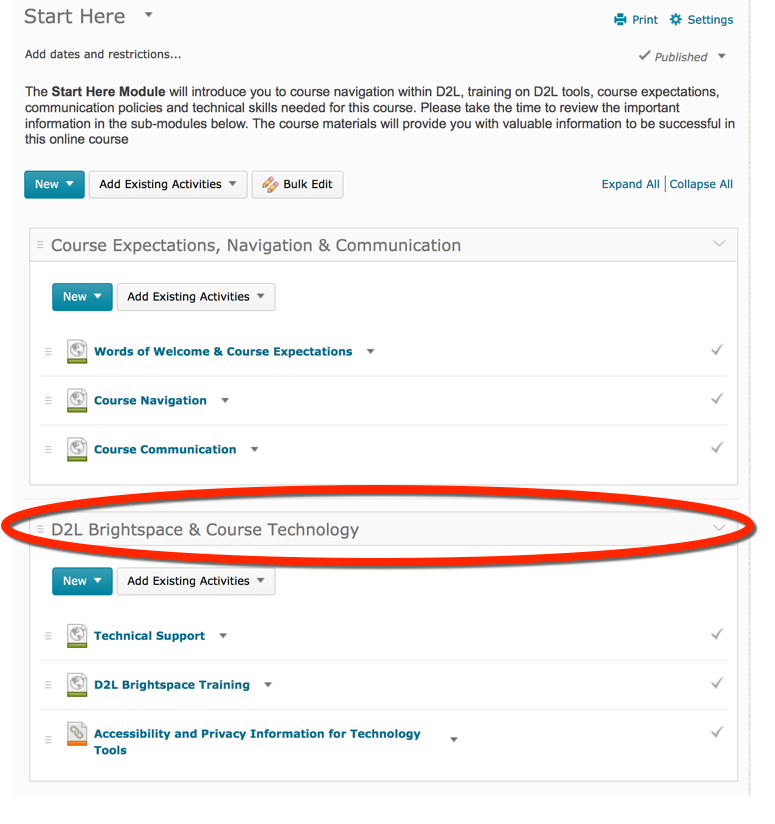 Start Here
Print Settings
Add dates and restrictions...
Published
The Start Here Module will introduce you to course navigation within D2L, training on D2L tools, course expectations,
communication policies and technical skills needed for this course. Please take the time to review the important
information in the sub-modules below. The course materials will provide you with valuable information to be successful in
this online course
New Add Existing Activities Bulk Edit Expand All Collapse All
Course Expectations, Navigation & Communication
New Add Existing Activities
Words of Welcome & Course Expectations
Course Navigation
Course Communication
D2L Brightspace & Course Technology
New Add Existing Activities
Technical Support
D2L Brightspace Training
Accessibility and Privacy Information for Technology
Tools